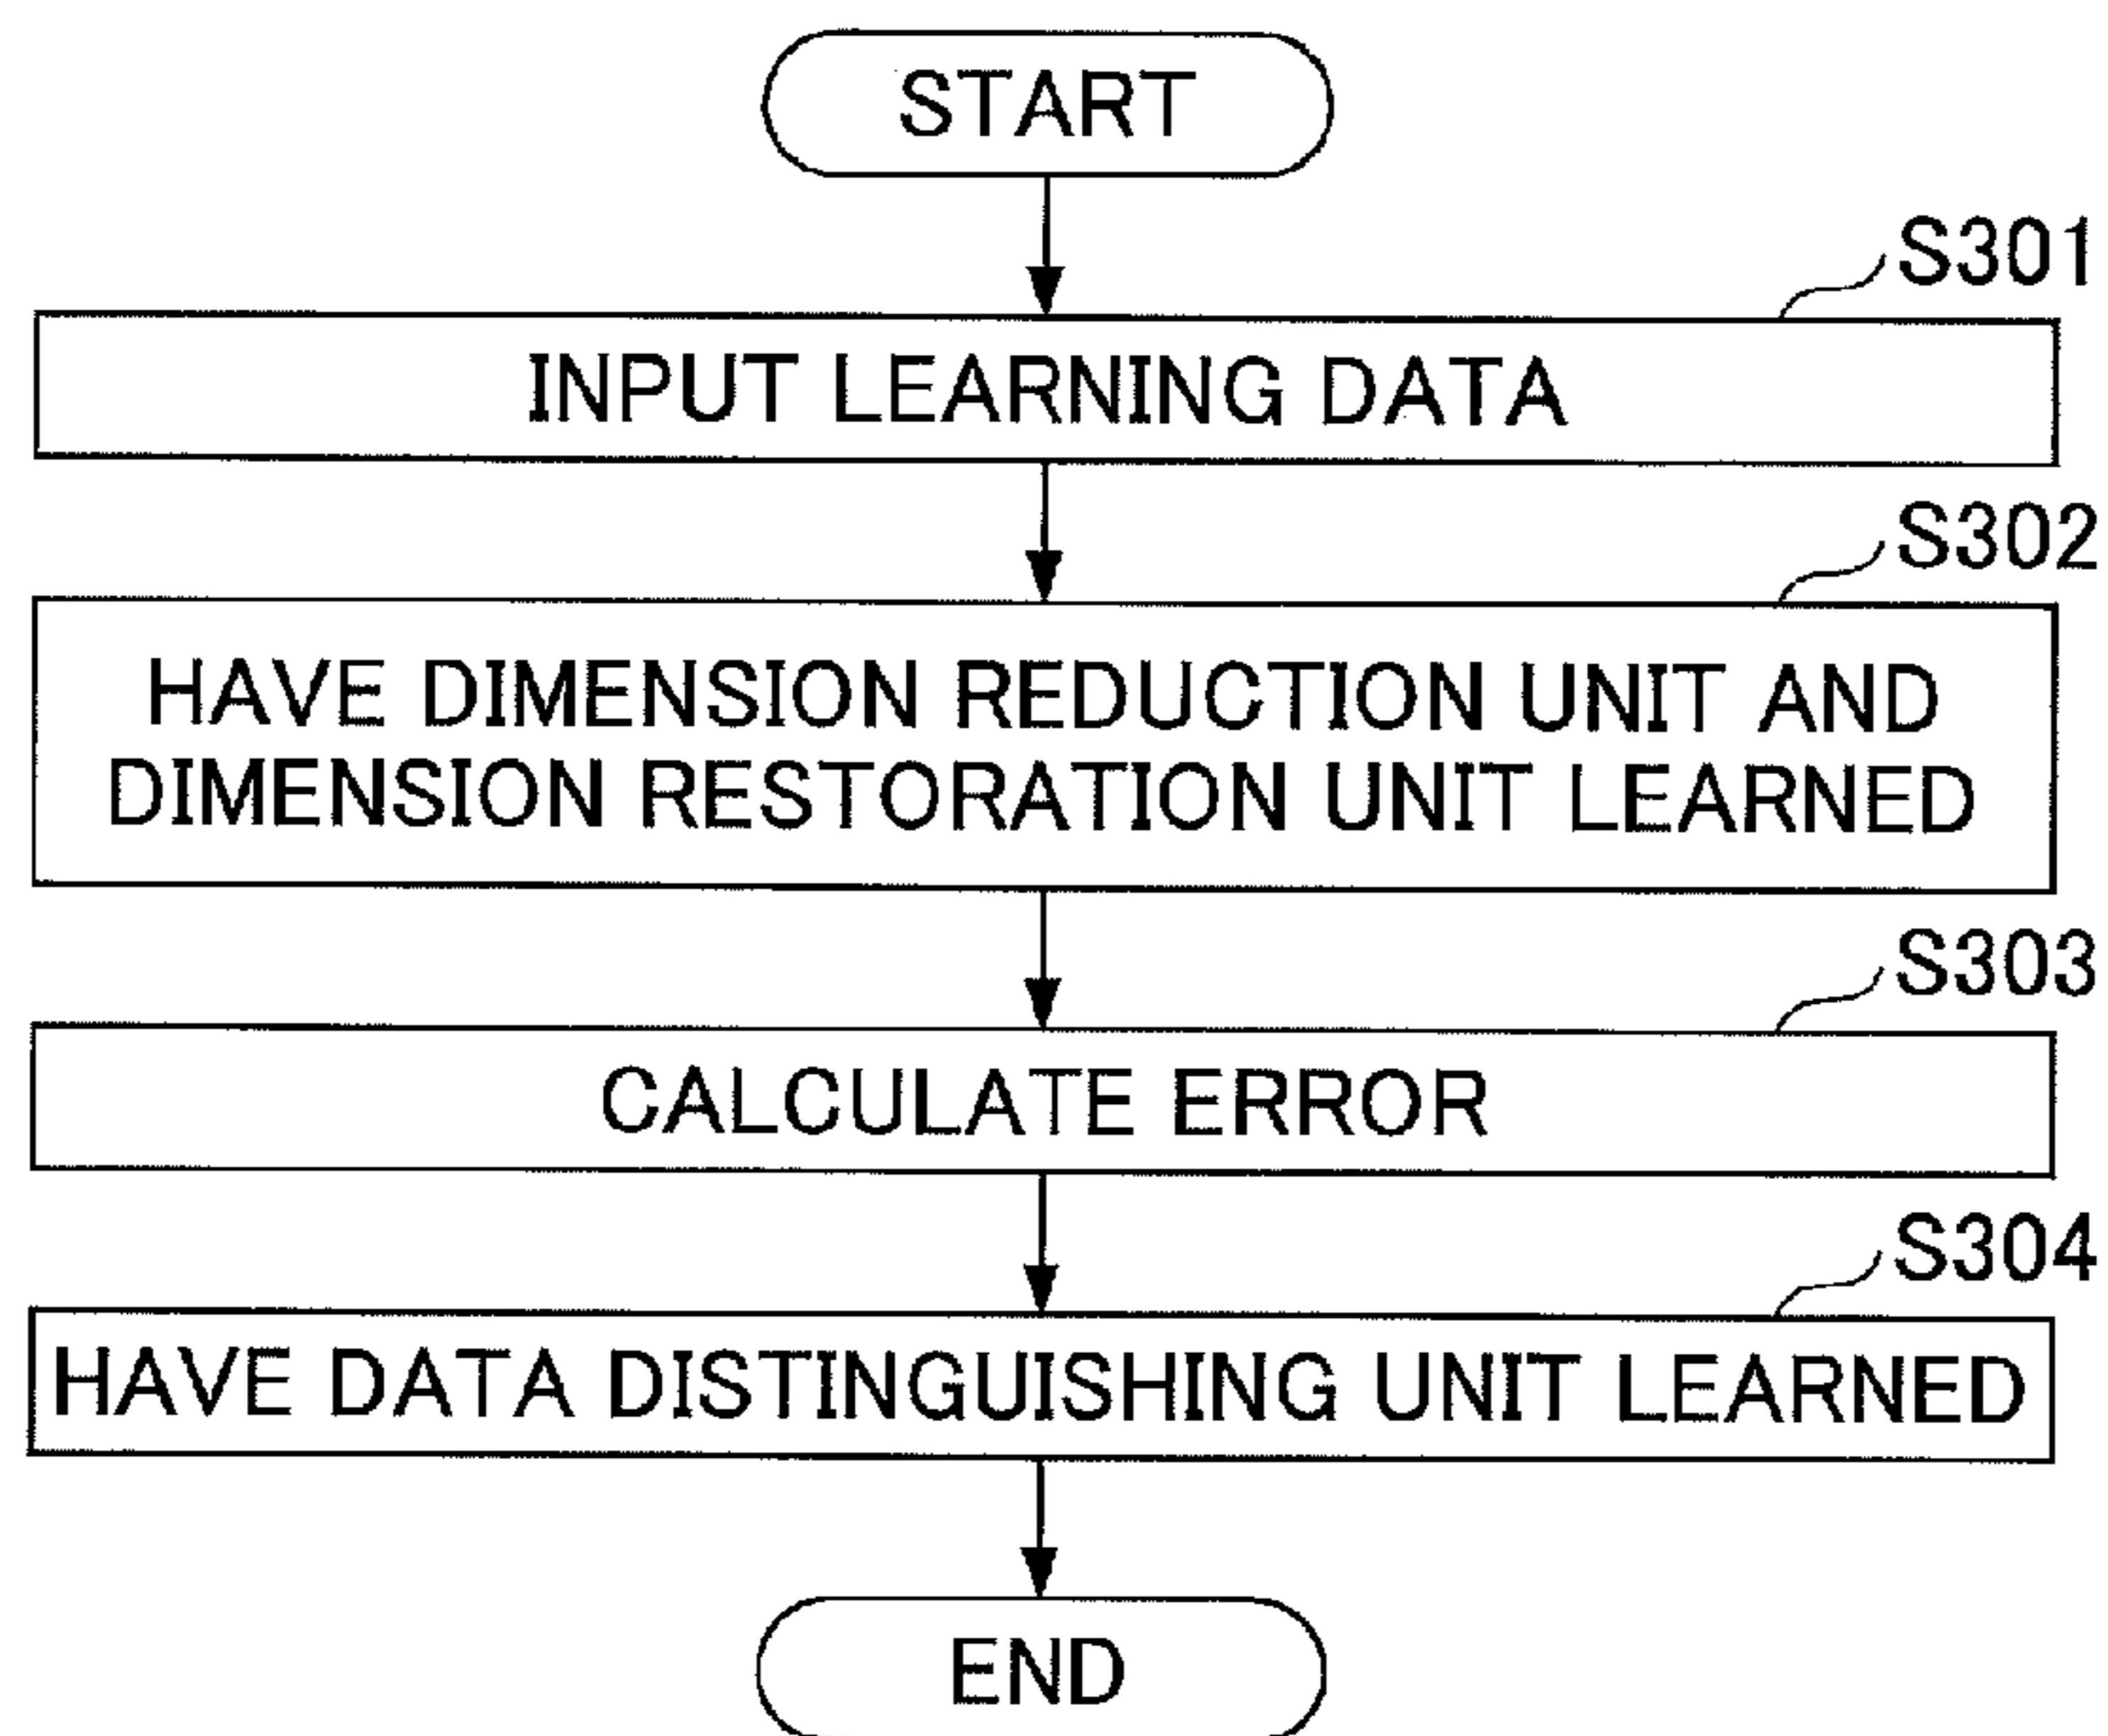 START
S301
INPUT LEARNING DATA
S302
HAVE DIMENSION REDUCTION UNIT AND
DIMENSION RESTORATION UNIT LEARNED
S303
CALCULATE ERROR
S304
HAVE DATA DISTINGUISHING UNIT LEARNED
END